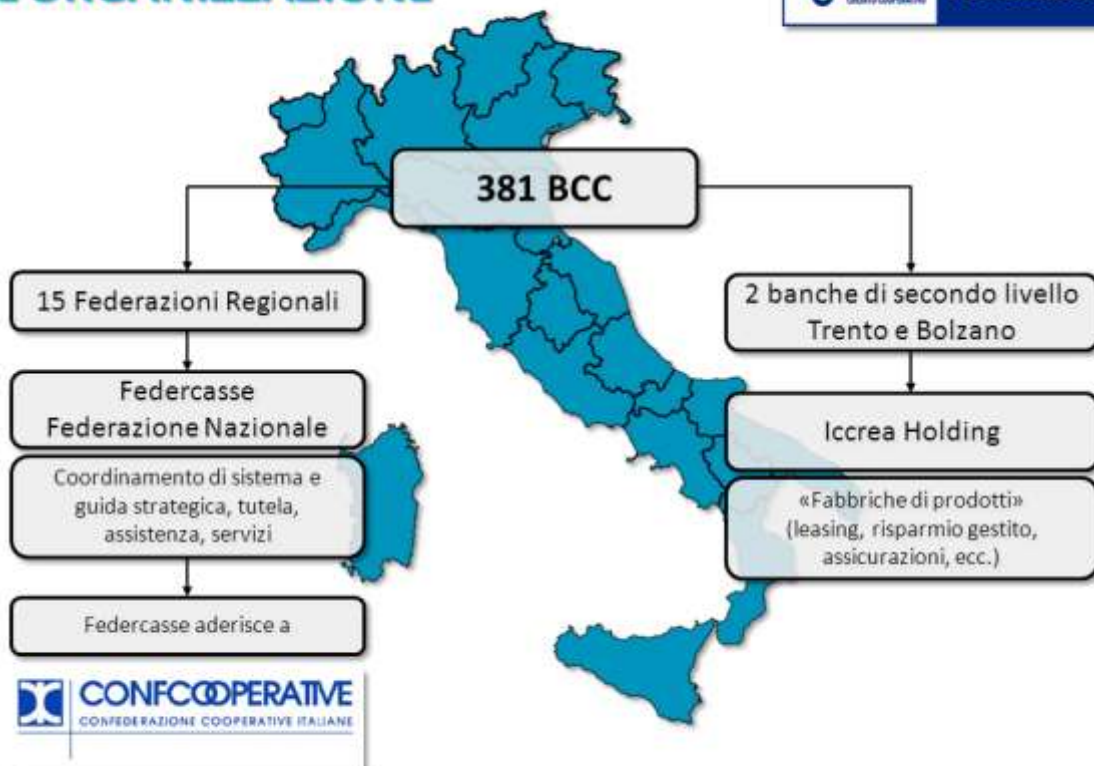 381 BCC
15 Federazioni Regionali
Federcasse
Federazione Nazionale
Coordinamento di sistema e
guida strategica, tutela,
assistenza, servizi
Federcasse aderisce a
CONFCOOPERATIVE
CONFEDERAZIONE COOPERATIVE ITALIANE
2 banche di secondo livello
Trento e Bolzano
Iccrea Holding
«Fabbriche di prodotti»
(leasing, risparmio gestito,
assicurazioni, ecc.)